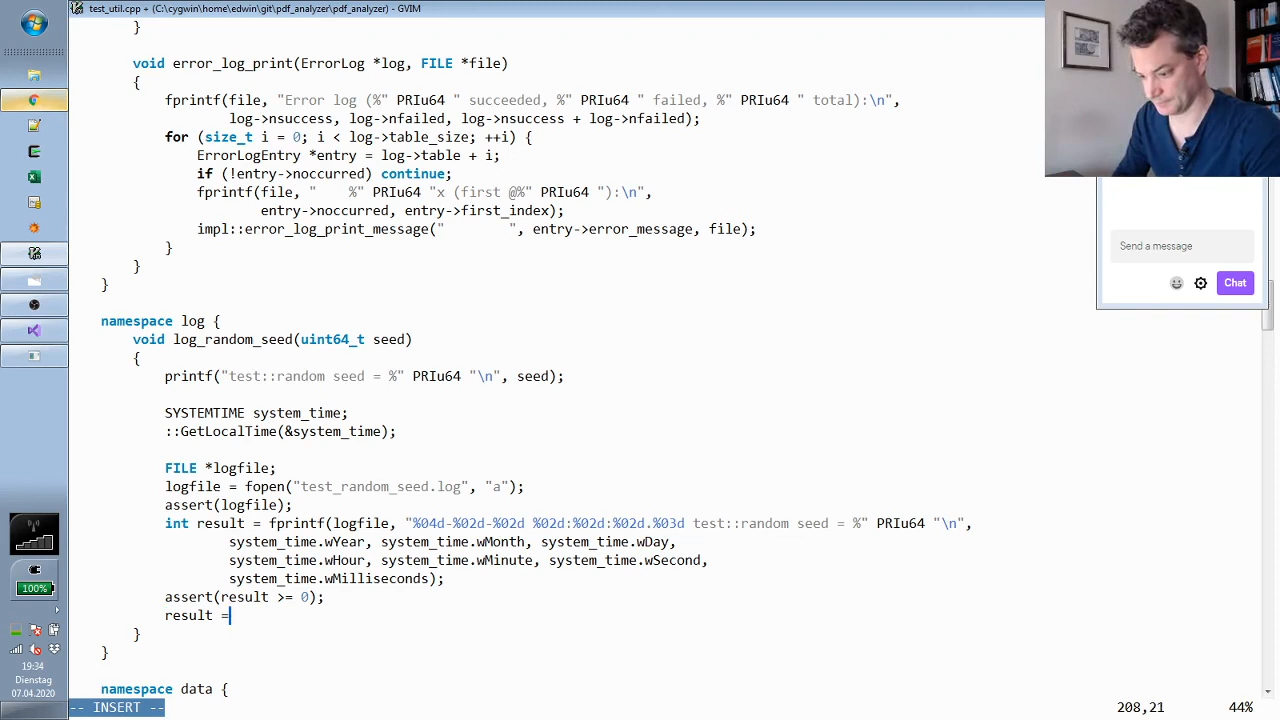 test_util.cpp + (C:\cygwin\home\edwin\git\pdf_analyzer\pdf_analyzer) - GVIM
}
void error_log_print(ErrorLog *log, FILE *file)
{
fprintf(file, "Error log (%" PRIu64 " succeeded, %" PRIu64 " failed, %" PRIu64 " total):\n",
log->nsuccess, log->nfailed, log->nsuccess + log->nfailed);
for (size_t i = 0; i < log->table_size; ++i) {
ErrorLogEntry *entry = log->table + i;
if (!entry->noccurred) continue;
fprintf(file, "    %" PRIu64 "x (first @%" PRIu64 "):\n",
entry->noccurred, entry->first_index);
impl::error_log_print_message("        ", entry->error_message, file);
}
}
}
namespace log {
void log_random_seed(uint64_t seed)
{
printf("test::random seed = %" PRIu64 "\n", seed);
SYSTEMTIME system_time;
::GetLocalTime(&system_time);
FILE *logfile;
logfile = fopen("test_random_seed.log", "a");
assert(logfile);
int result = fprintf(logfile, "%04d-%02d-%02d %02d:%02d:%02d.%03d test::random seed = %" PRIu64 "\n",
system_time.wYear, system_time.wMonth, system_time.wDay,
system_time.wHour, system_time.wMinute, system_time.wSecond,
system_time.wMilliseconds);
assert(result >= 0);
result =
}
}
namespace data {
-- INSERT --
208,21
44%
Send a message
Chat
100%
19:34
Dienstag
07.04.2020